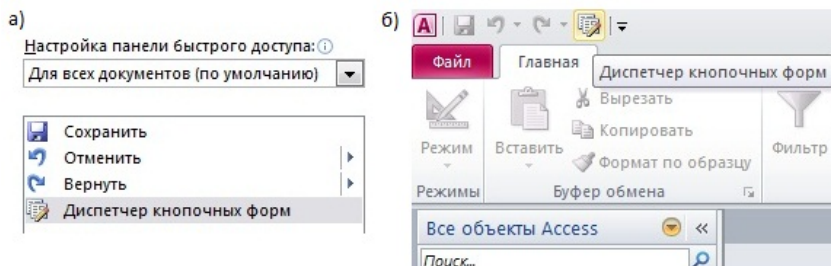 а)
Настройка панели быстрого доступа:
Для всех документов (по умолчанию)
Сохранить
Отменить
Вернуть
Диспетчер кнопочных форм
б)
A
Файл
Главная
Диспетчер кнопочных форм
Вырезать
Копировать
Формат по образцу
Режим
Вставить
Фильтр
Режимы
Буфер обмена
Все объекты Access
Поиск...